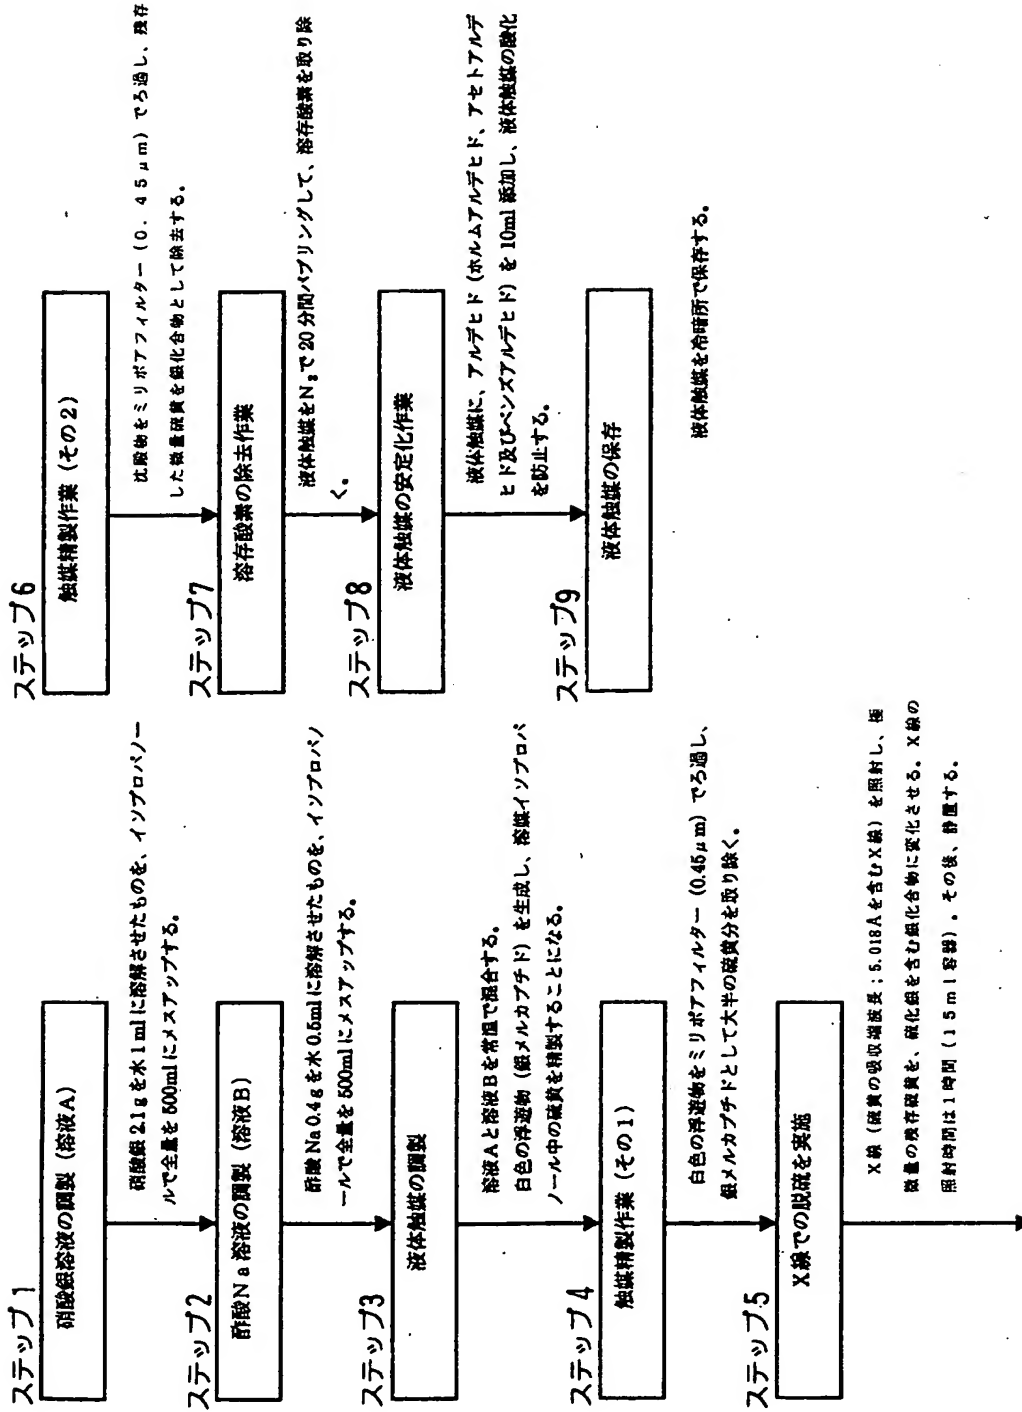 ステップ1
硝酸銀溶液の調製（溶液A）
硝酸銀2.1gを水1mlに溶解させたものを、イソプロパノー
ルで全量を500mlにメスアップする。
ステップ2
酢酸Na溶液の調製（溶液B）
酢酸Na0.4gを水0.5mlに溶解させたものを、イソプロパノ
ールで全量を500mlにメスアップする。
ステップ3
液体触媒の調製
溶液Aと溶液Bを常温で混合する。
白色の浮遊物（銀メルカプチド）を生成し、溶媒イソプロパ
ノール中の硫黄を精製することになる。
ステップ4
触媒精製作業（その1）
白色の浮遊物をミリポアフィルター（0.45μm）でろ過し、
銀メルカプチドとして大半の硫黄分を取り除く。
ステップ5
X線での脱硫を実施
X線（硫黄の吸収端波長；5.018Aを含むX線）を照射し、極
微量の残存硫黄を、硫化銀を含む銀化合物に変化させる。X線の
照射時間は1時間（15ml容器）。その後、静置する。
ステップ6
触媒精製作業（その2）
沈殿物をミリポアフィルター（0.45μm）でろ過し、残存
した微量硫黄を銀化合物として除去する。
ステップ7
溶存酸素の除去作業
液体触媒をN₂で20分間バブリングして、溶存酸素を取り除
く。
ステップ8
液体触媒の安定化作業
液体触媒に、アルデヒド（ホルムアルデヒド、アセトアルデ
ヒド及びベンズアルデヒド）を10ml添加し、液体触媒の酸化
を防止する。
ステップ9
液体触媒の保存
液体触媒を冷暗所で保存する。